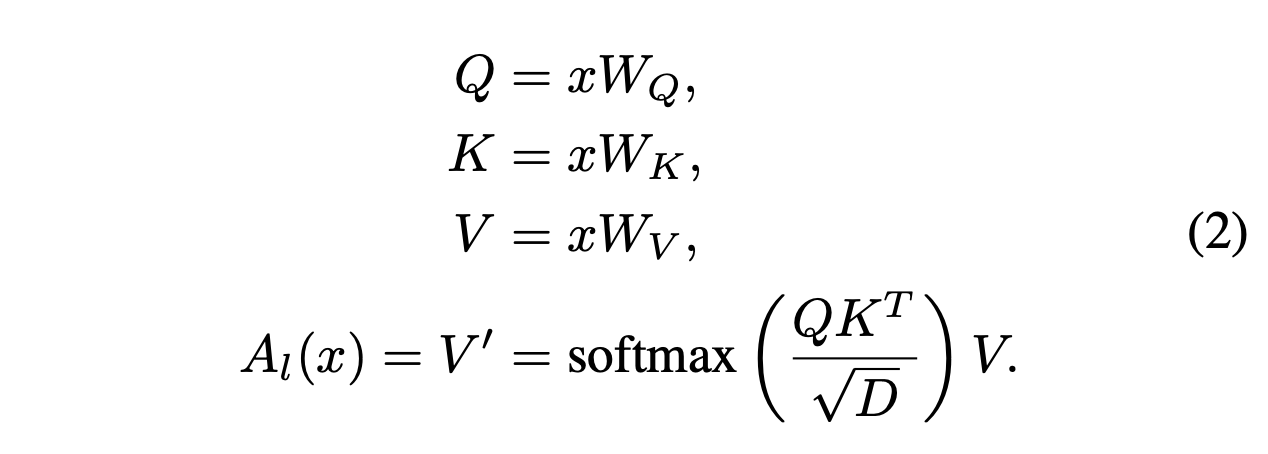 Q = xW_Q,
K = xW_K,
V = xW_V, (2)
A_l(x) = V′ = softmax (QK^T / √D) V.